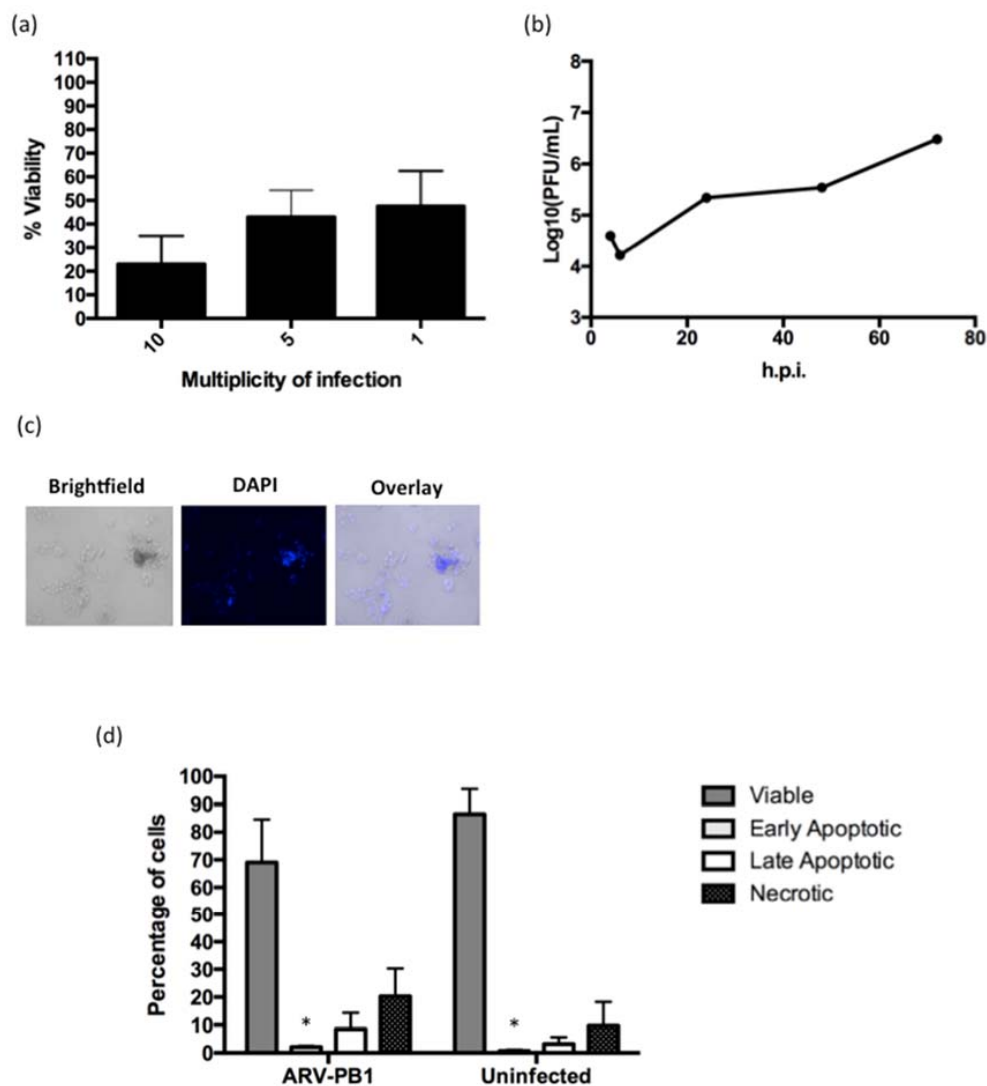 (a)
110
100
90
80
70
60
50
40
30
20
10
0
% Viability
10
5
1
Multiplicity of infection
(b)
8
7
6
5
4
3
Log10(PFU/mL)
0
20
40
60
80
h.p.i.
(c)
Brightfield
DAPI
Overlay
(d)
100
90
80
70
60
50
40
30
20
10
0
Percentage of cells
*
*
ARV-PB1
Uninfected
Viable
Early Apoptotic
Late Apoptotic
Necrotic